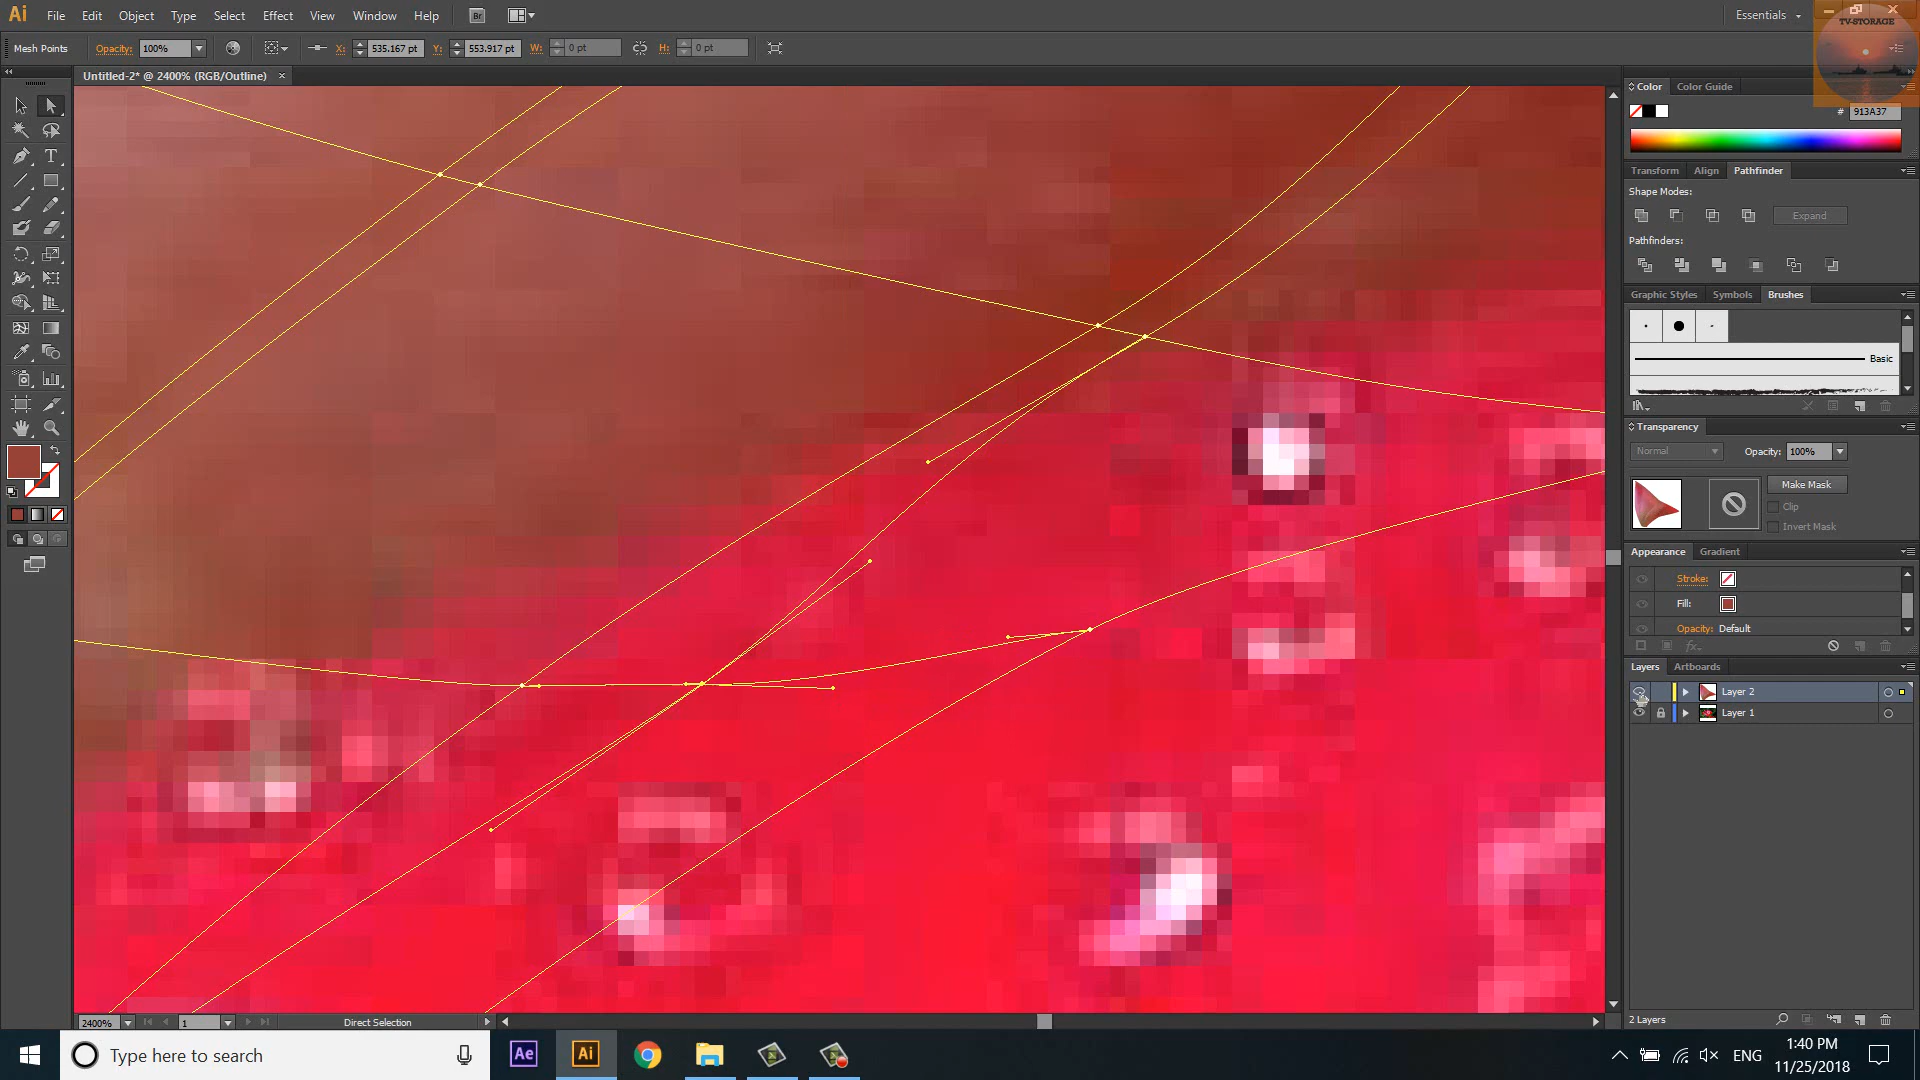 Ai File Edit Object Type Select Effect View Window Help Br Essentials
TV-STORAGE
Mesh Points Opacity: 100% X: 535.167 pt Y: 553.917 pt W: 0 pt H: 0 pt
Untitled-2* @ 2400% (RGB/Outline) ×
Color Color Guide
# 913A37
Transform Align Pathfinder
Shape Modes:
Expand
Pathfinders:
Graphic Styles Symbols Brushes
Basic
Transparency
Normal Opacity: 100%
Make Mask
Clip
Invert Mask
Appearance Gradient
Stroke:
Fill:
Opacity: Default
fx
Layers Artboards
Layer 2
Layer 1
2 Layers
2400% 1 Direct Selection
Type here to search Ae Ai ENG 1:40 PM
11/25/2018